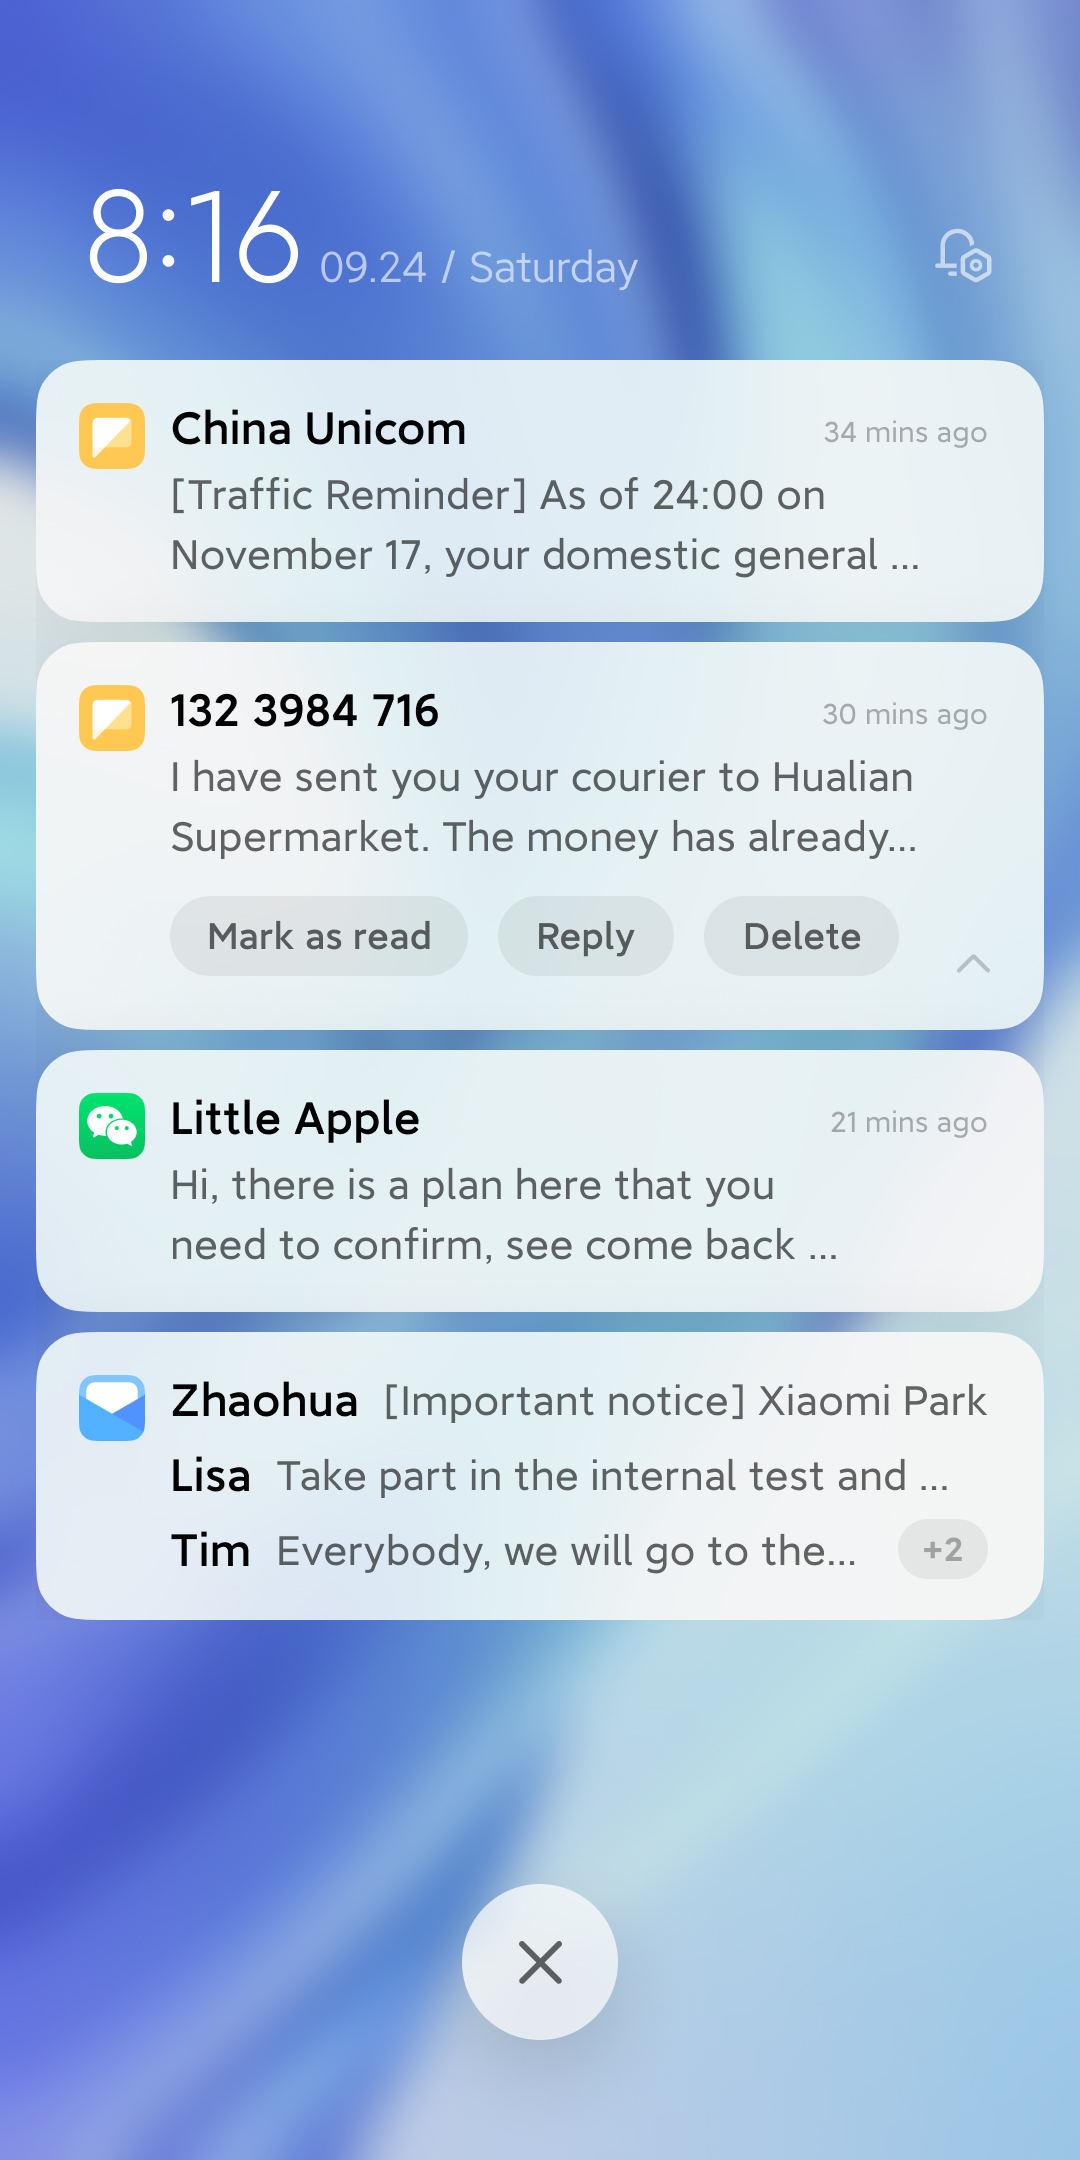 8:16 09.24 / Saturday
China Unicom 34 mins ago
[Traffic Reminder] As of 24:00 on
November 17, your domestic general ...
132 3984 716 30 mins ago
I have sent you your courier to Hualian
Supermarket. The money has already...
Mark as read Reply Delete
Little Apple 21 mins ago
Hi, there is a plan here that you
need to confirm, see come back ...
Zhaohua [Important notice] Xiaomi Park
Lisa Take part in the internal test and ...
Tim Everybody, we will go to the... +2